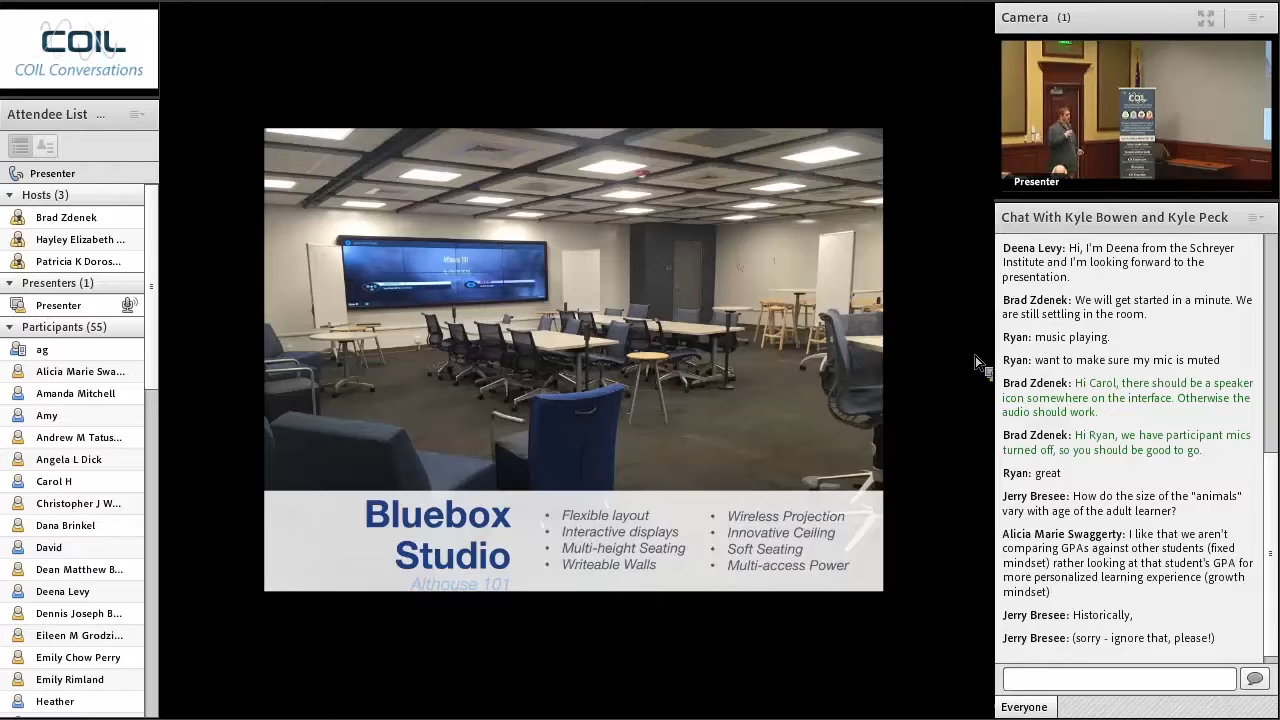 COIL
COIL Conversations
Attendee List ...
Presenter
Hosts (3)
Brad Zdenek
Hayley Elizabeth ...
Patricia K Doros...
Presenters (1)
Presenter
Participants (55)
ag
Alicia Marie Swa...
Amanda Mitchell
Amy
Andrew M Tatus...
Angela L Dick
Carol H
Christopher J W...
Dana Brinkel
David
Dean Matthew B...
Deena Levy
Dennis Joseph B...
Eileen M Grodzi...
Emily Chow Perry
Emily Rimland
Heather
Althouse 101
Bluebox
Studio
Althouse 101
• Flexible layout
• Interactive displays
• Multi-height Seating
• Writeable Walls
• Wireless Projection
• Innovative Ceiling
• Soft Seating
• Multi-access Power
Camera (1)
COIL
Presenter
Chat With Kyle Bowen and Kyle Peck
Deena Levy: Hi, I'm Deena from the Schreyer
Institute and I'm looking forward to the
presentation.
Brad Zdenek: We will get started in a minute. We
are still settling in the room.
Ryan: music playing.
Ryan: want to make sure my mic is muted
Brad Zdenek: Hi Carol, there should be a speaker
icon somewhere on the interface. Otherwise the
audio should work.
Brad Zdenek: Hi Ryan, we have participant mics
turned off, so you should be good to go.
Ryan: great
Jerry Bresee: How do the size of the "animals"
vary with age of the adult learner?
Alicia Marie Swaggerty: I like that we aren't
comparing GPAs against other students (fixed
mindset) rather looking at that student's GPA for
more personalized learning experience (growth
mindset)
Jerry Bresee: Historically,
Jerry Bresee: (sorry - ignore that, please!)
Everyone